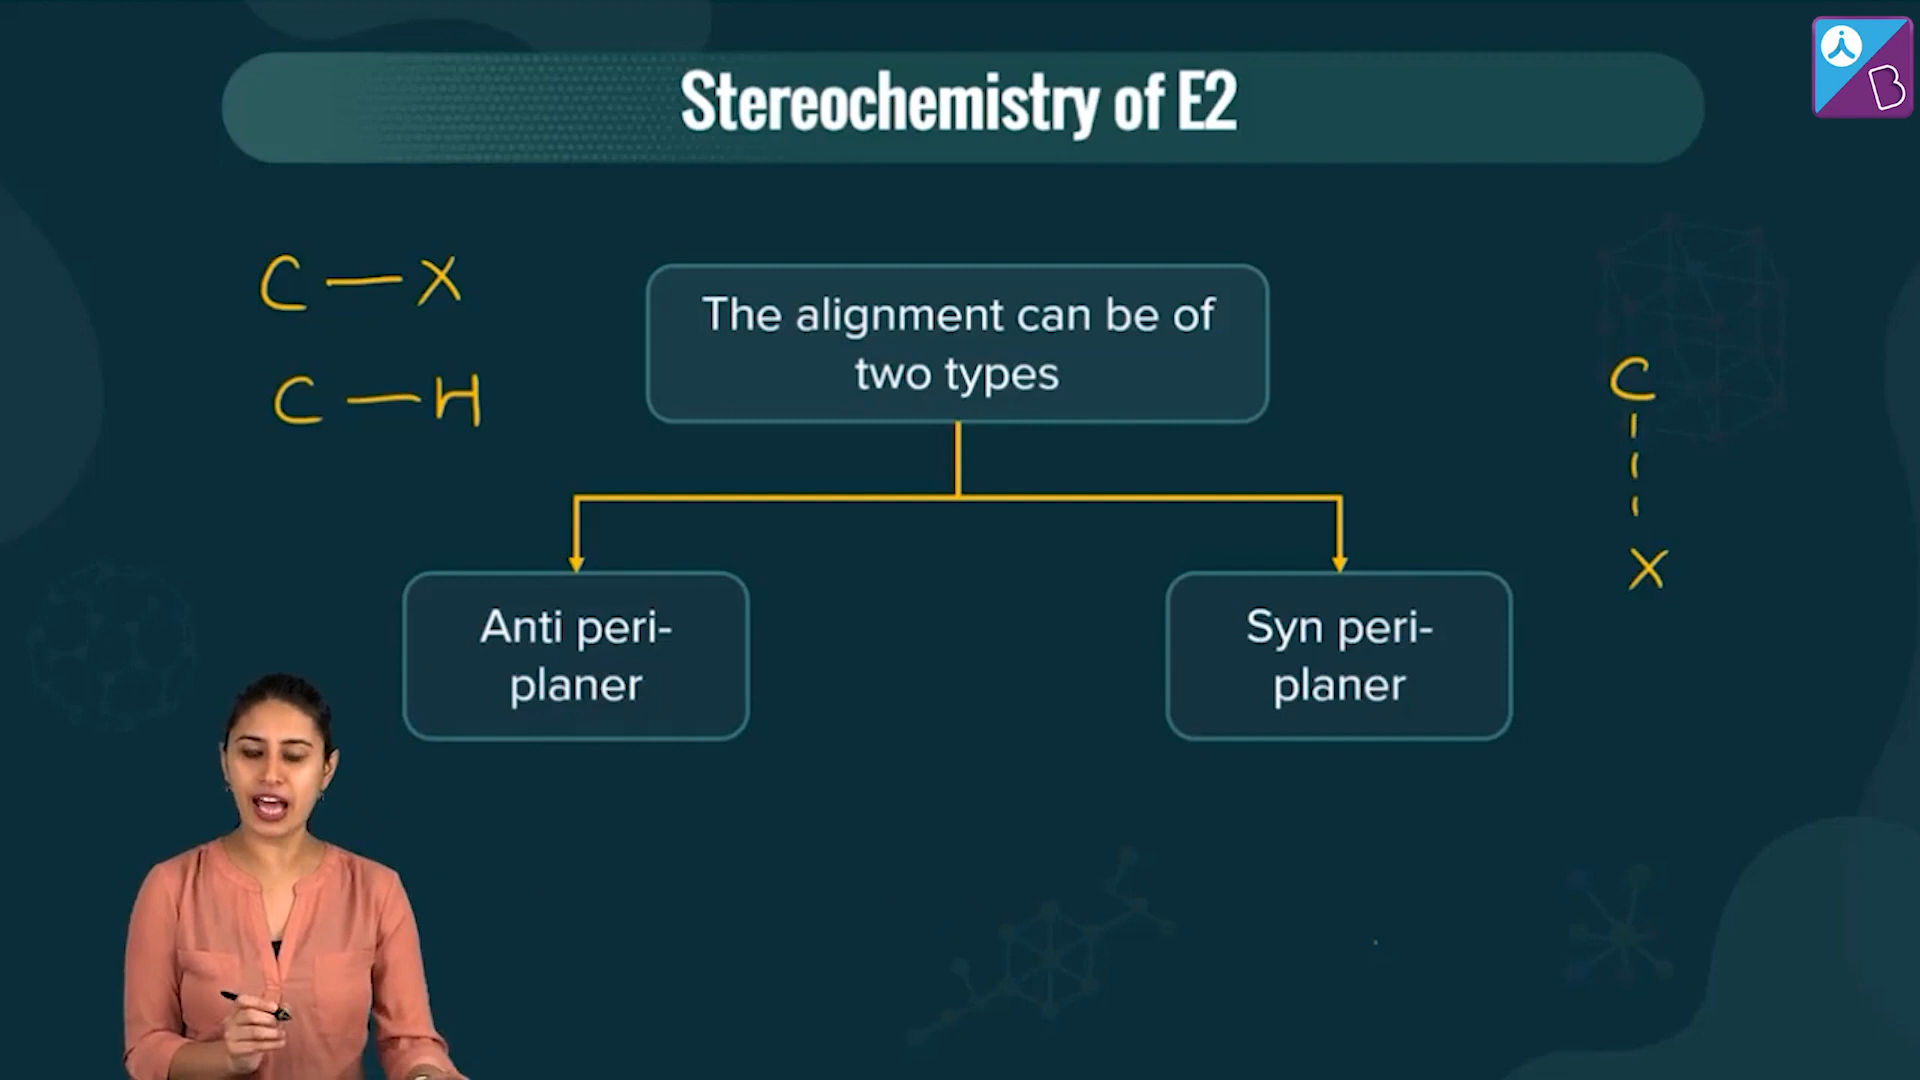 Stereochemistry of E2
C — X
C — H
The alignment can be of
two types
C
X
Anti peri-
planer
Syn peri-
planer
B